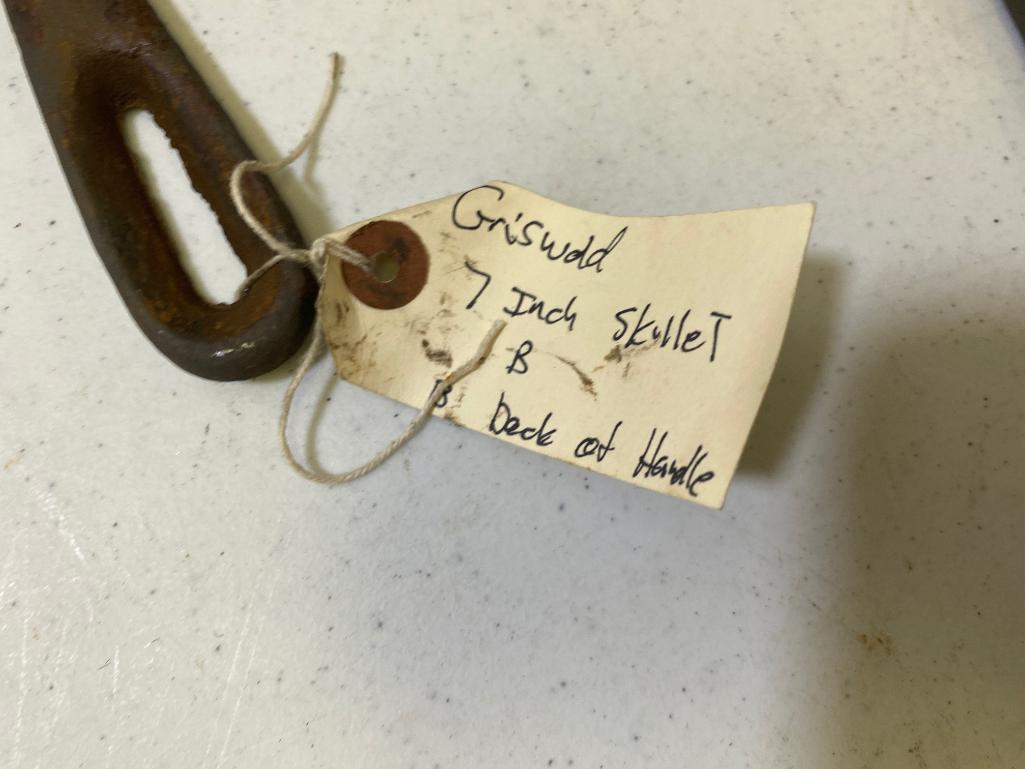 Griswold
7 Inch Skillet
B
B Back of Handle